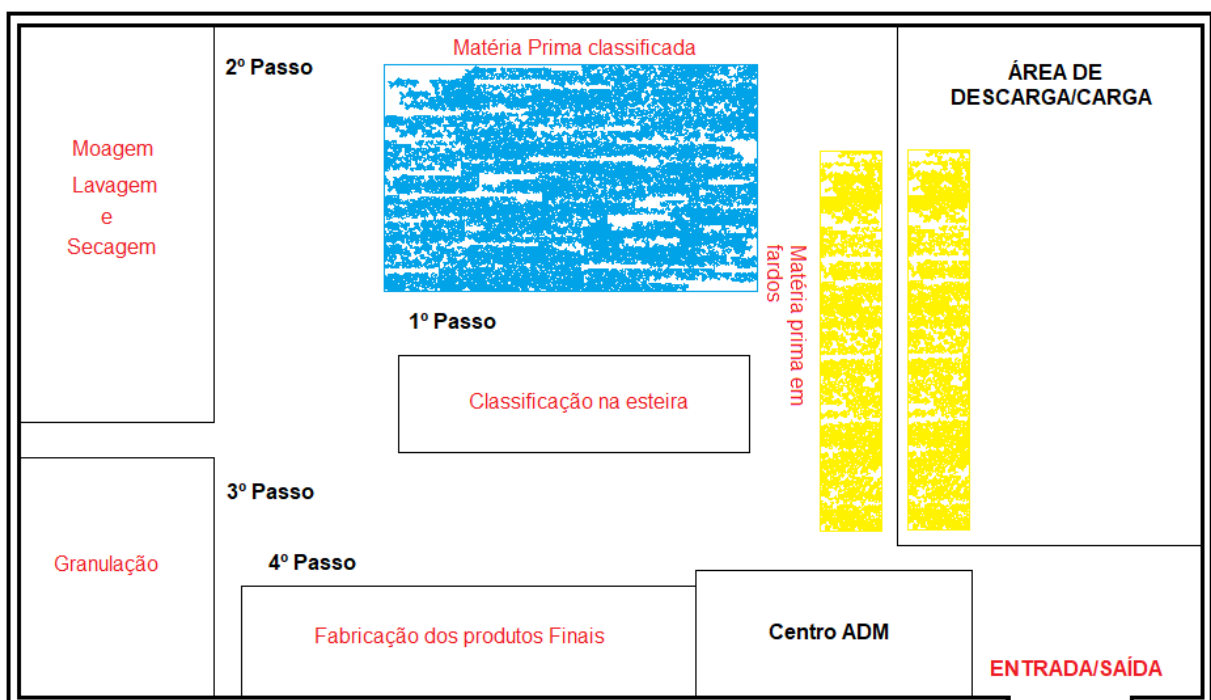 Matéria Prima classificada
2º Passo
ÁREA DE
DESCARGA/CARGA
Moagem
Lavagem
e
Secagem
Matéria prima em
fardos
1º Passo
Classificação na esteira
3º Passo
Granulação
4º Passo
Fabricação dos produtos Finais
Centro ADM
ENTRADA/SAÍDA